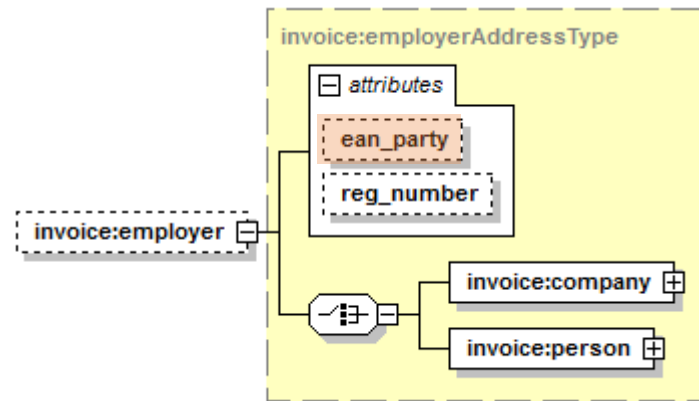 invoice:employerAddressType
attributes
ean_party
reg_number
invoice:employer
invoice:company
invoice:person